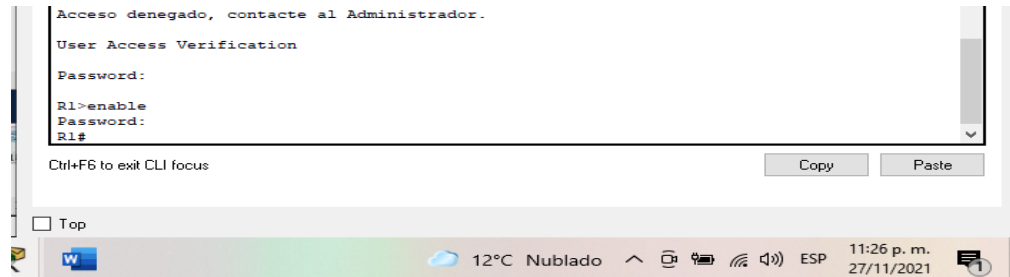 Acceso denegado, contacte al Administrador.
User Access Verification
Password:
R1>enable
Password:
R1#
Ctrl+F6 to exit CLI focus
Copy
Paste
Top
12°C Nublado
ESP
11:26 p. m.
27/11/2021
1